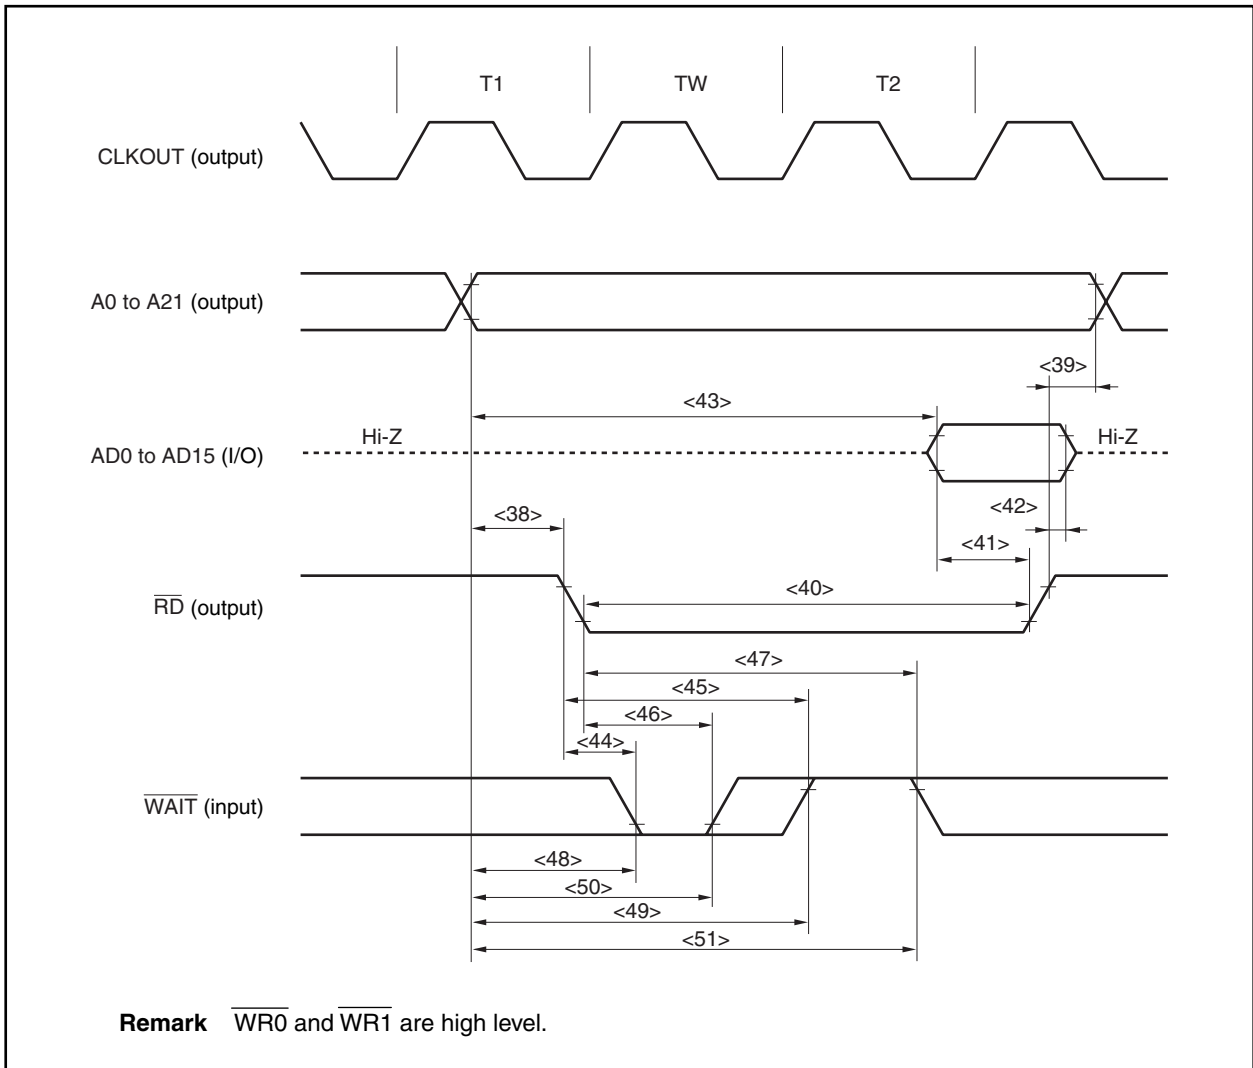 T1 TW T2
CLKOUT (output)
A0 to A21 (output)
<39>
<43>
Hi-Z Hi-Z
AD0 to AD15 (I/O)
<42>
<38>
<41>
<40>
RD (output)
<47>
<45>
<46>
<44>
WAIT (input)
<48>
<50>
<49>
<51>
Remark WR0 and WR1 are high level.